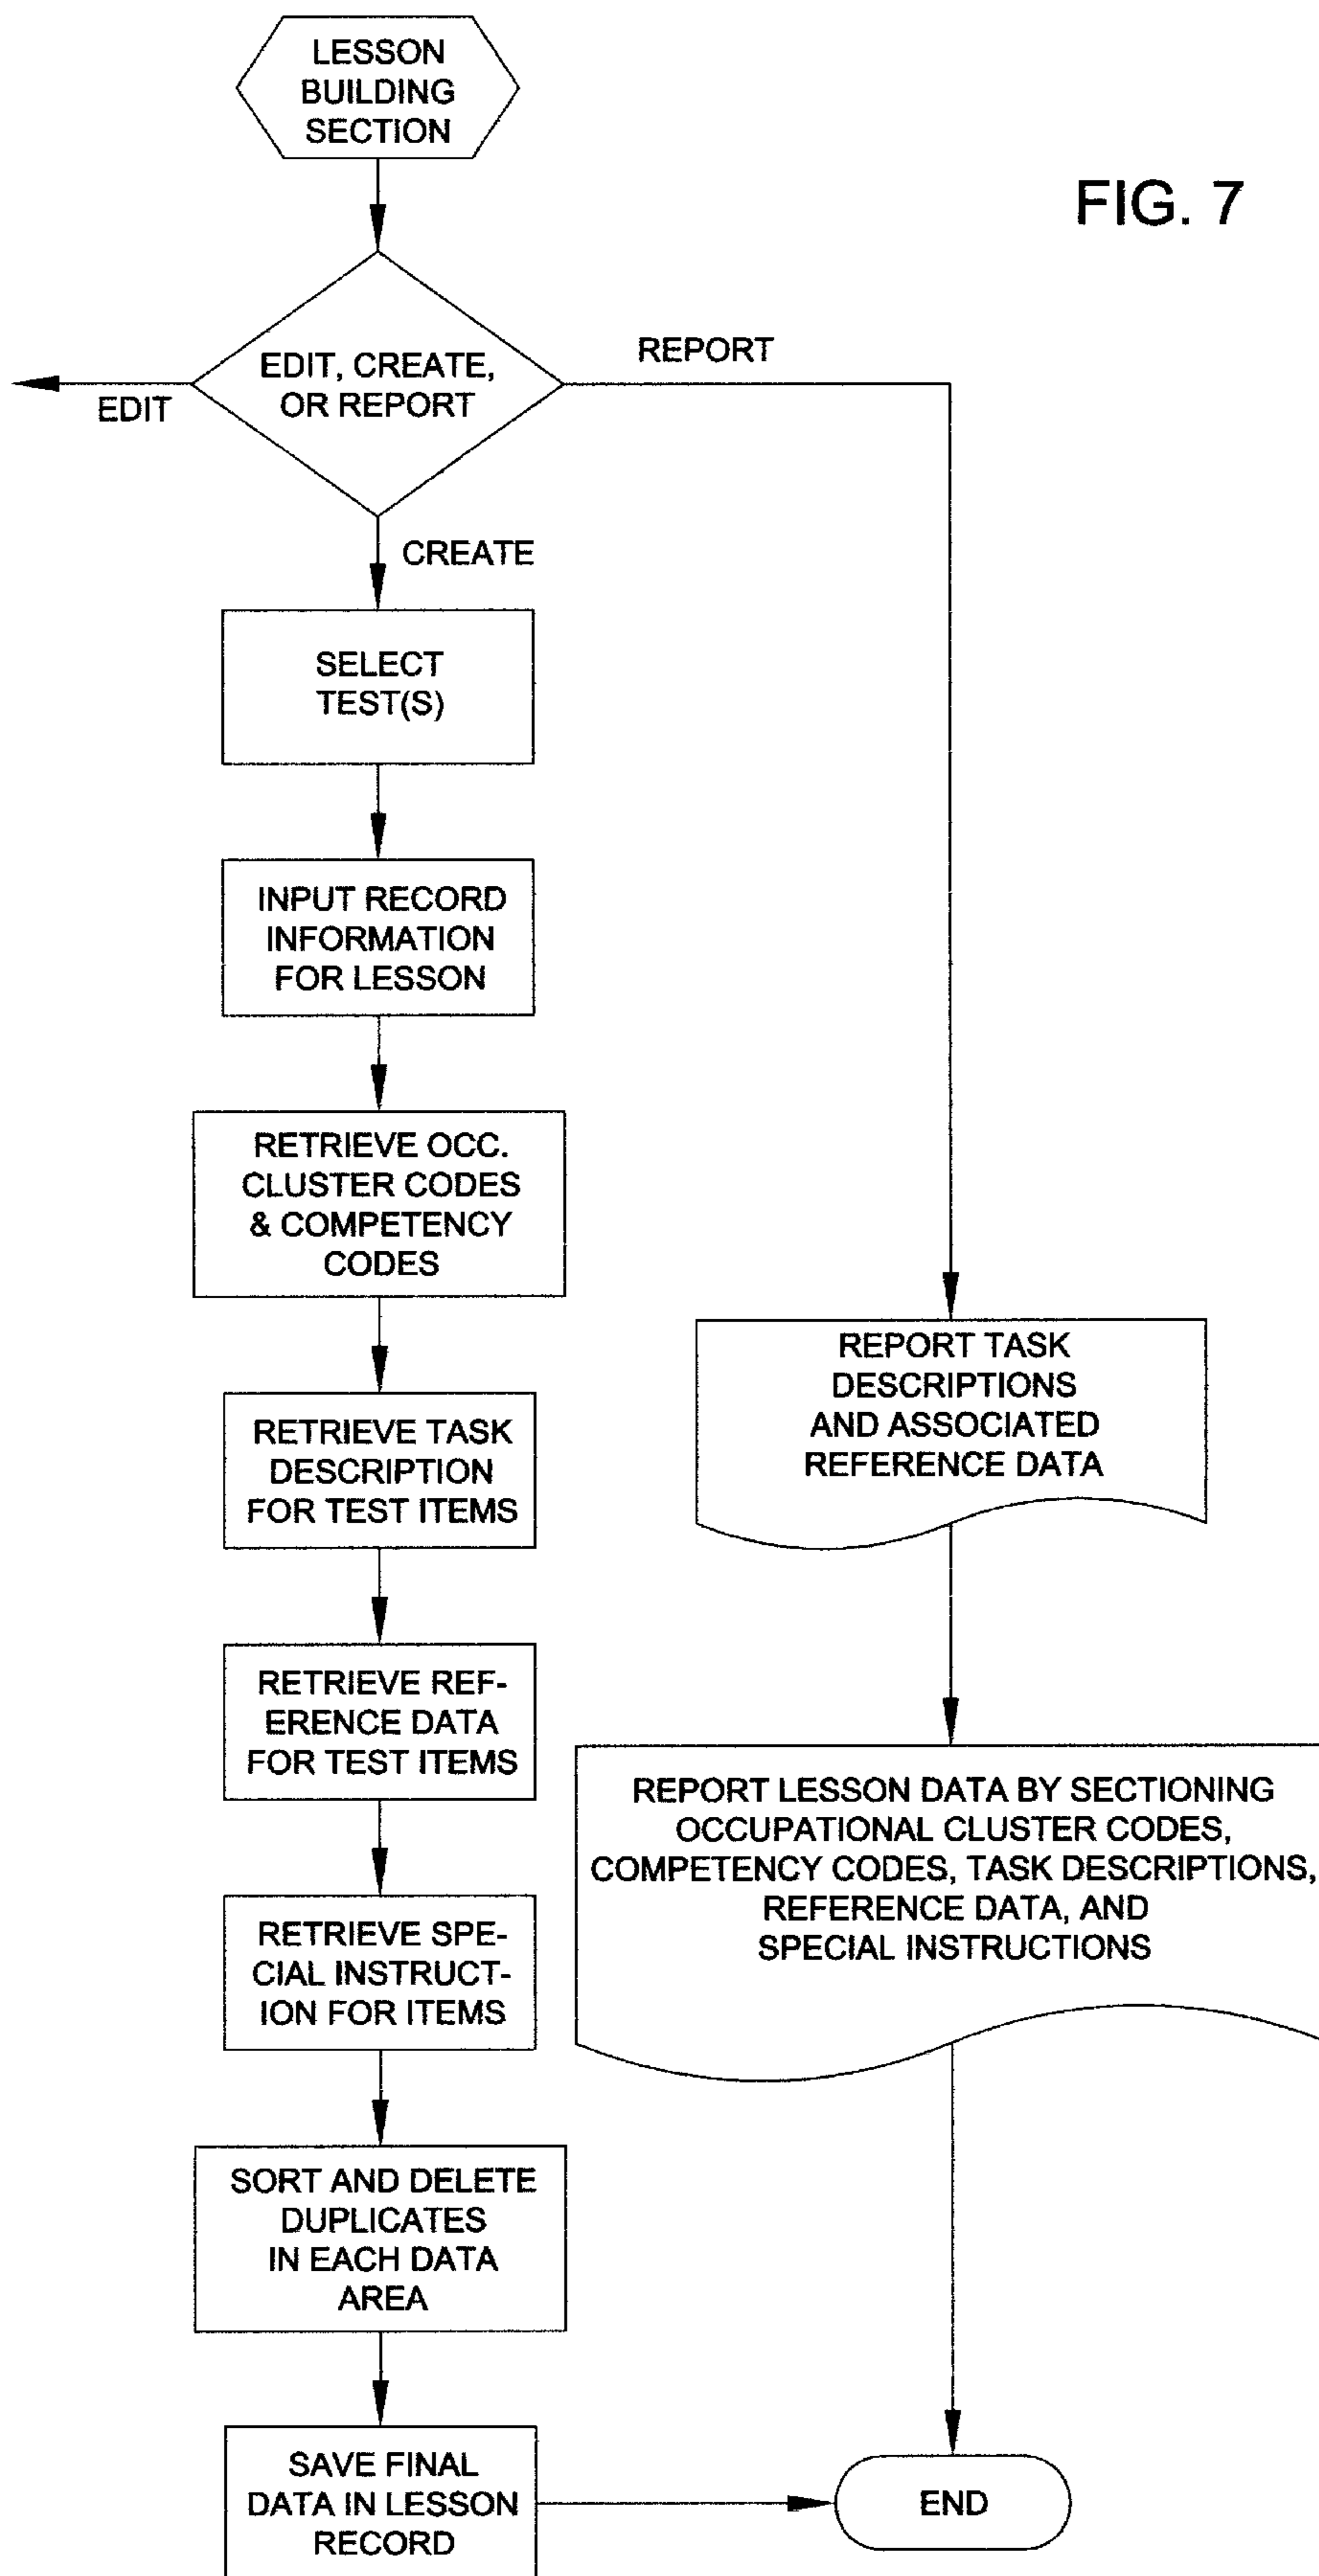 LESSON
BUILDING
SECTION
FIG. 7
EDIT, CREATE,
OR REPORT
REPORT
EDIT
CREATE
SELECT
TEST(S)
INPUT RECORD
INFORMATION
FOR LESSON
RETRIEVE OCC.
CLUSTER CODES
& COMPETENCY
CODES
RETRIEVE TASK
DESCRIPTION
FOR TEST ITEMS
RETRIEVE REF-
ERENCE DATA
FOR TEST ITEMS
RETRIEVE SPE-
CIAL INSTRUCT-
ION FOR ITEMS
SORT AND DELETE
DUPLICATES
IN EACH DATA
AREA
SAVE FINAL
DATA IN LESSON
RECORD
REPORT TASK
DESCRIPTIONS
AND ASSOCIATED
REFERENCE DATA
REPORT LESSON DATA BY SECTIONING
OCCUPATIONAL CLUSTER CODES,
COMPETENCY CODES, TASK DESCRIPTIONS,
REFERENCE DATA, AND
SPECIAL INSTRUCTIONS
END